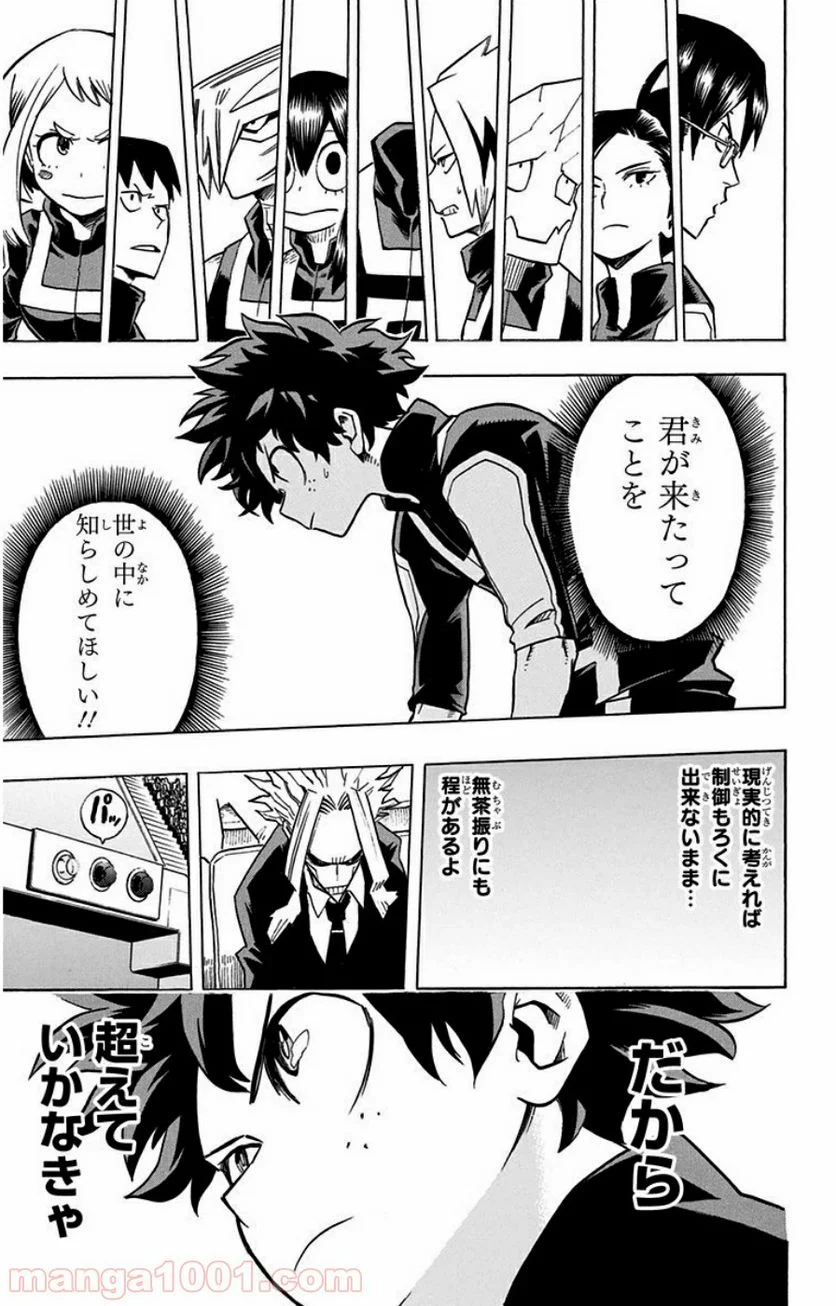 君が来たって
ことを
世の中に
知らしめてほしい!!
現実的に考えれば
制御もろくに
出来ないまま…
無茶振りにも
程があるよ
パッ
だから
超えて
いかなきゃ
manga1001.com